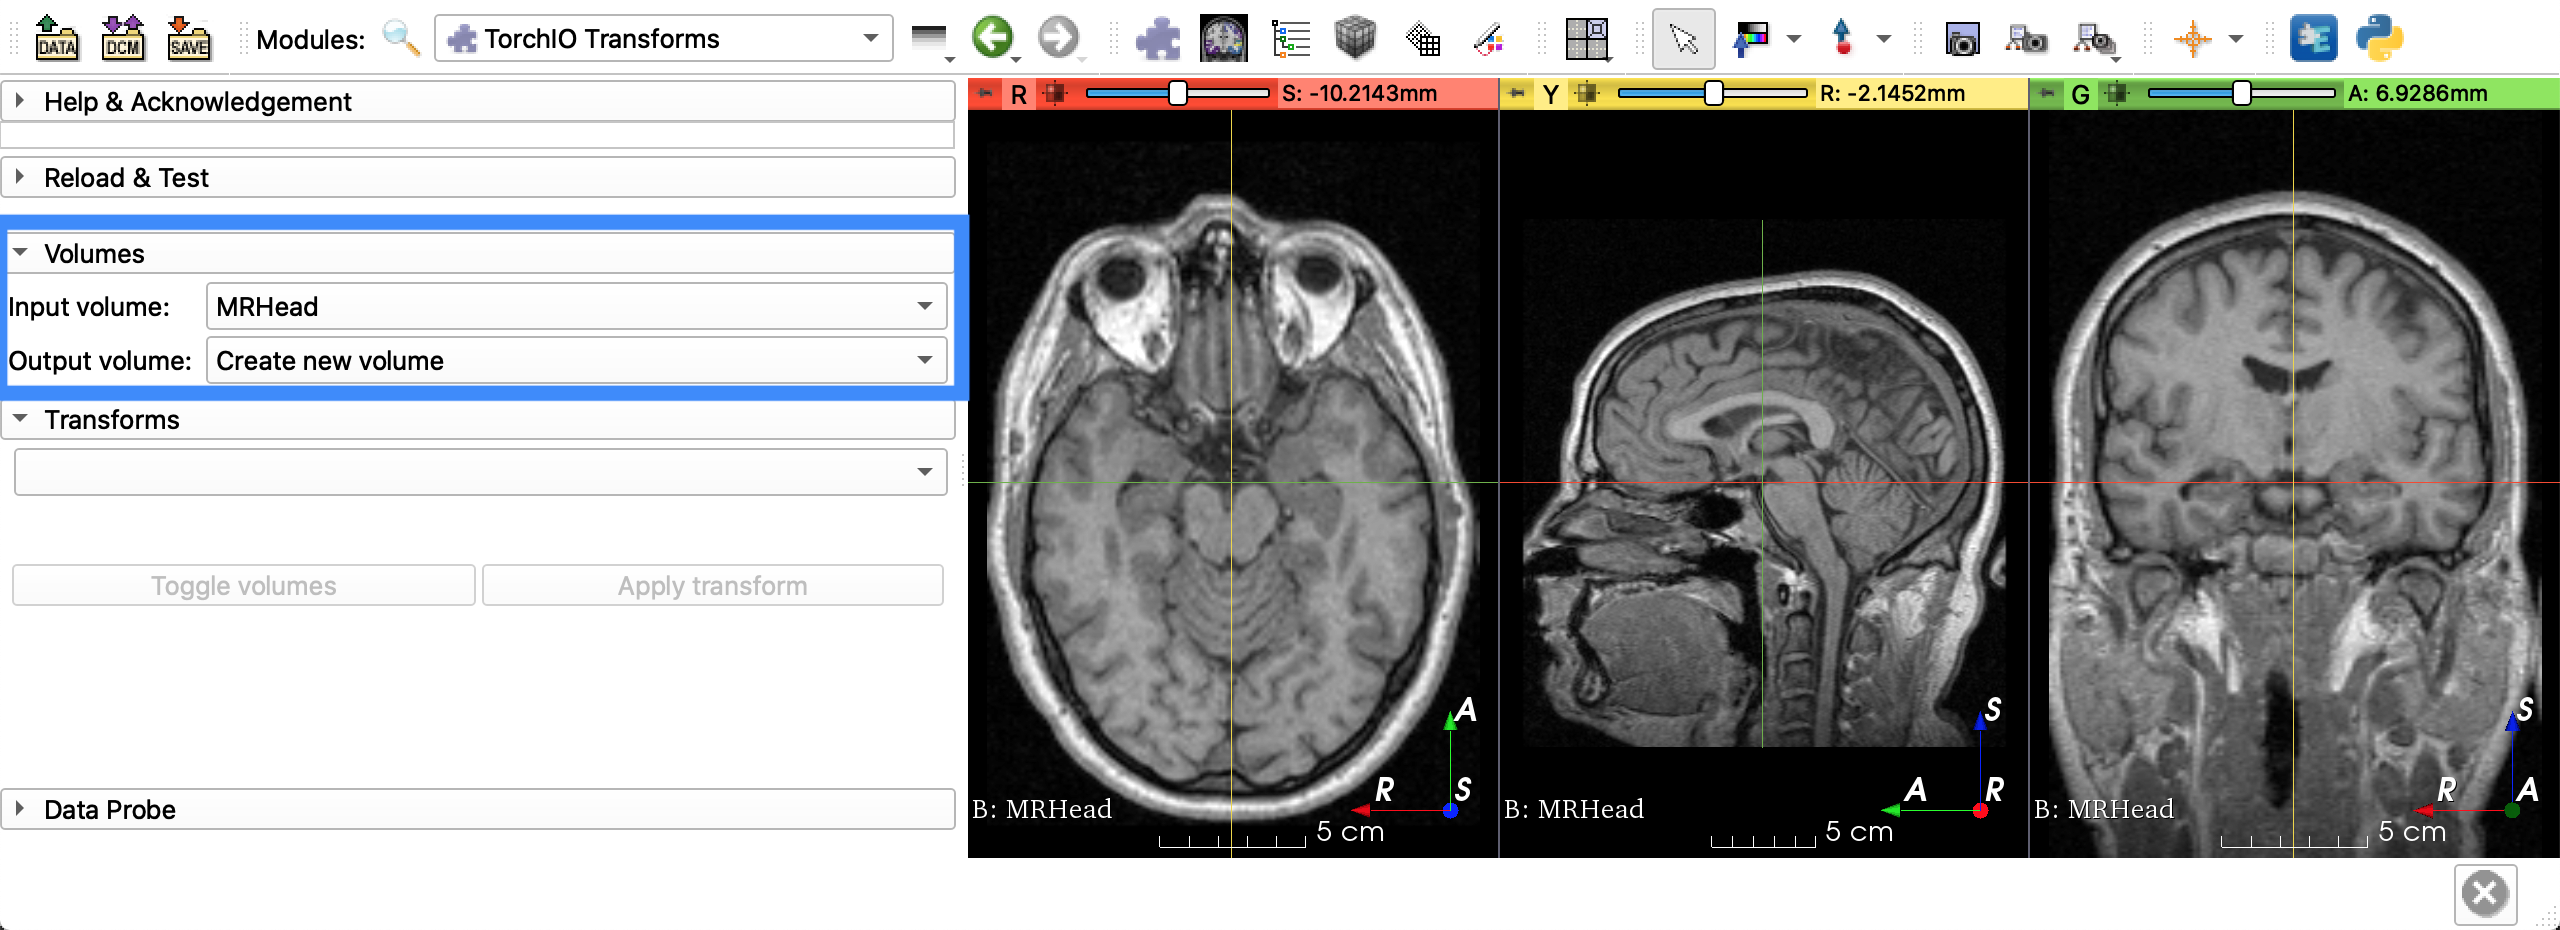 DATA DCM SAVE Modules: TorchIO Transforms
Help & Acknowledgement
Reload & Test
Volumes
Input volume: MRHead
Output volume: Create new volume
Transforms
Toggle volumes Apply transform
Data Probe
R S: -10.2143mm
A
R S
B: MRHead
5 cm
Y R: -2.1452mm
S
A R
B: MRHead
5 cm
G A: 6.9286mm
S
R A
B: MRHead
5 cm